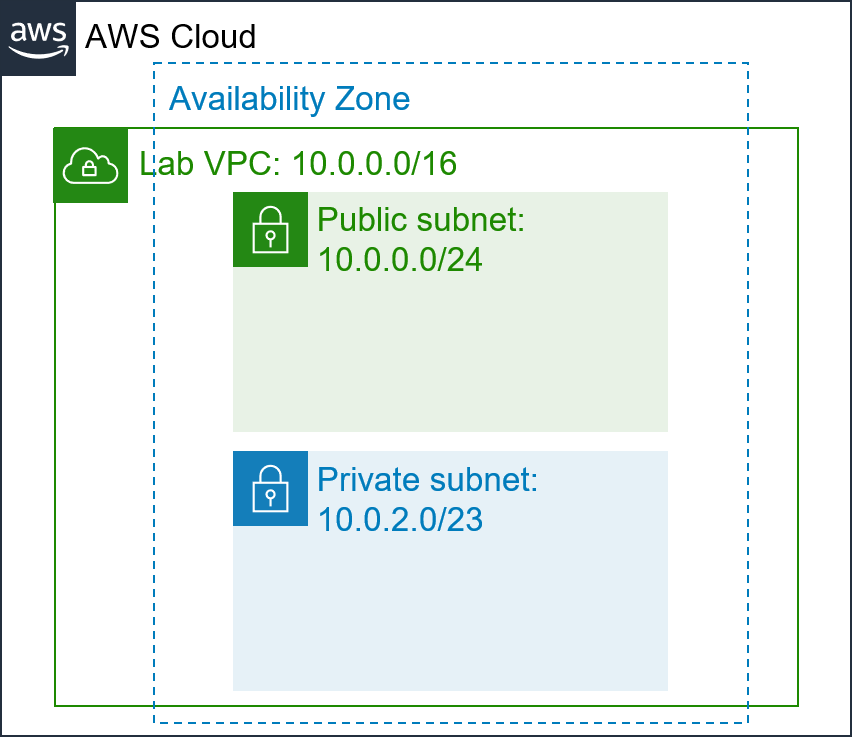 aws
AWS Cloud
Availability Zone
Lab VPC: 10.0.0.0/16
Public subnet:
10.0.0.0/24
Private subnet:
10.0.2.0/23